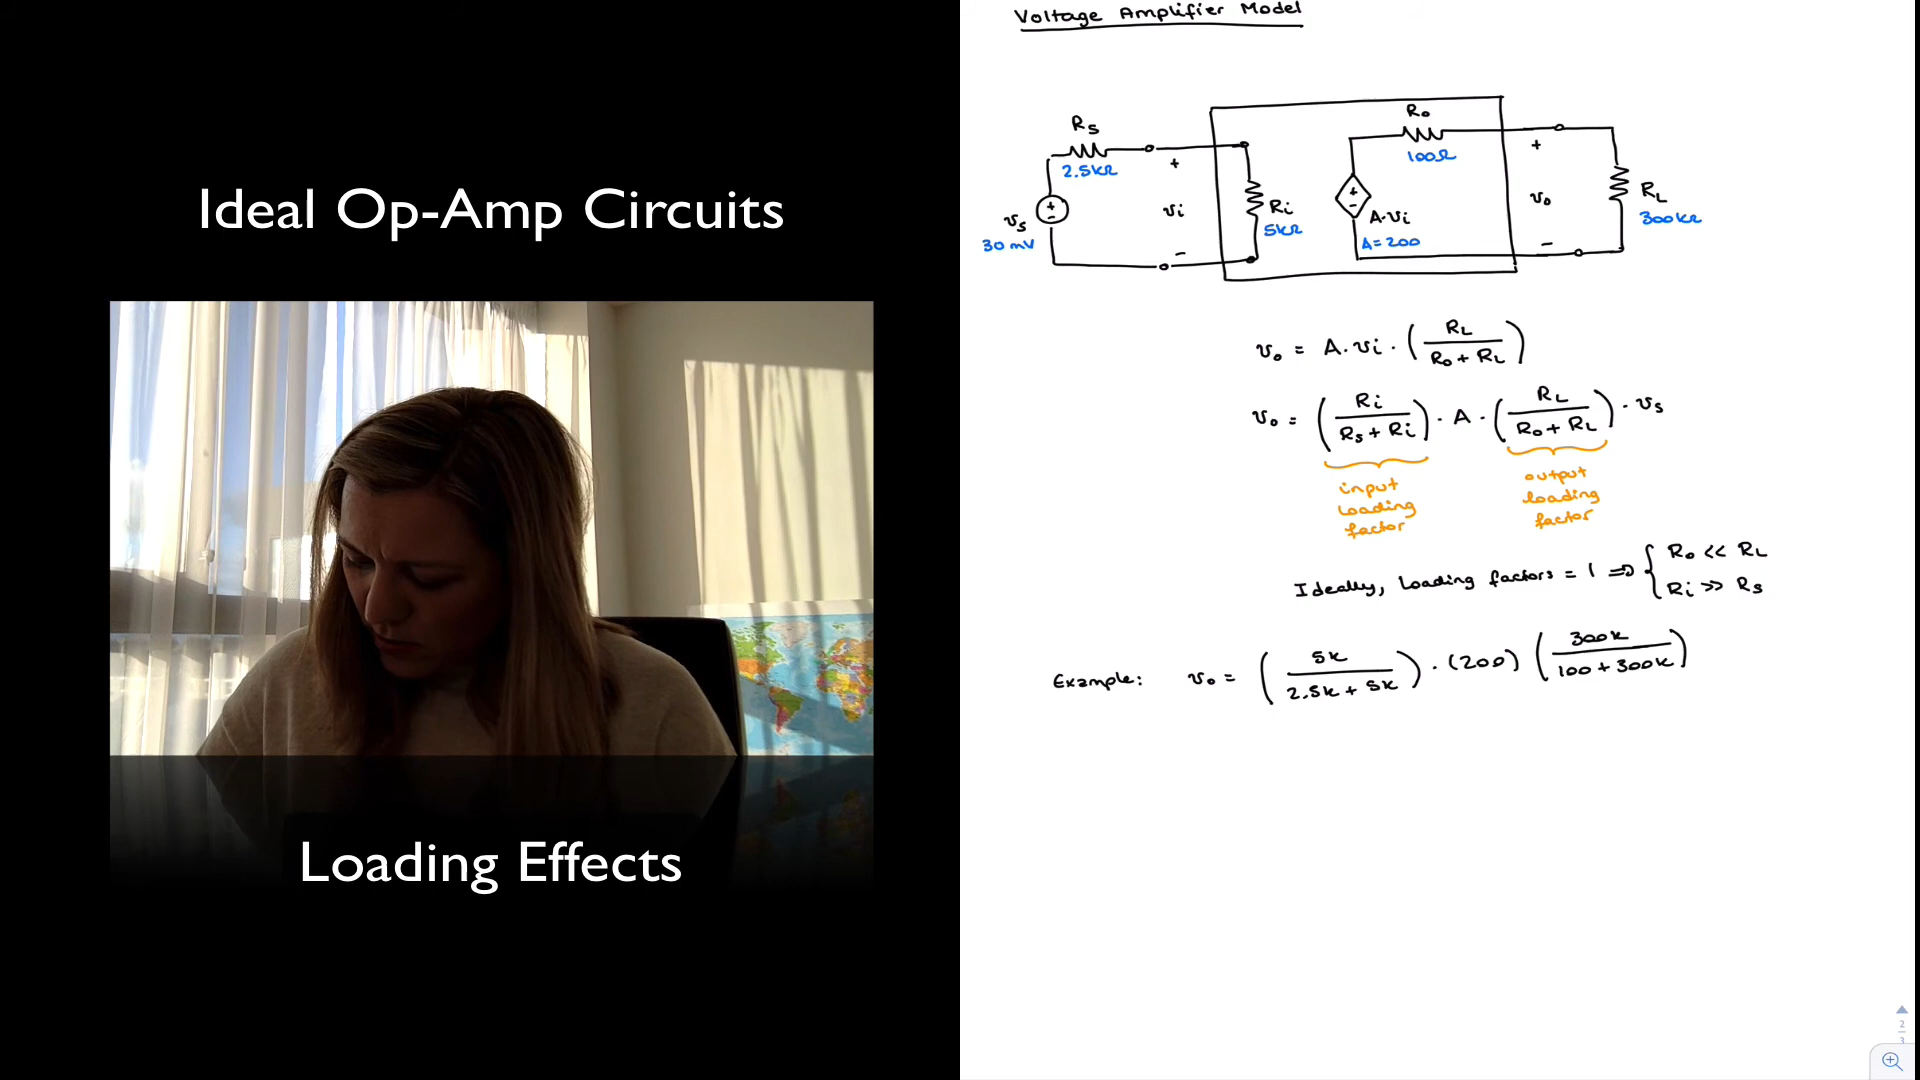 Ideal Op-Amp Circuits
Loading Effects
Voltage Amplifier Model
Rs
2.5kΩ
vs
30 mV
+
vi
-
Ri
5kΩ
+
-
A·vi
A=200
Ro
100Ω
+
vo
-
RL
300kΩ
vo = A·vi · (RL / (Ro + RL))
vo = (Ri / (Rs + Ri)) · A · (RL / (Ro + RL)) · vs
input
loading
factor
output
loading
factor
Ideally, loading factors = 1 ⇒ { Ro << RL
Ri >> Rs
Example: vo = (5k / (2.5k + 5k)) · (200) (300k / (100 + 300k))
2
3